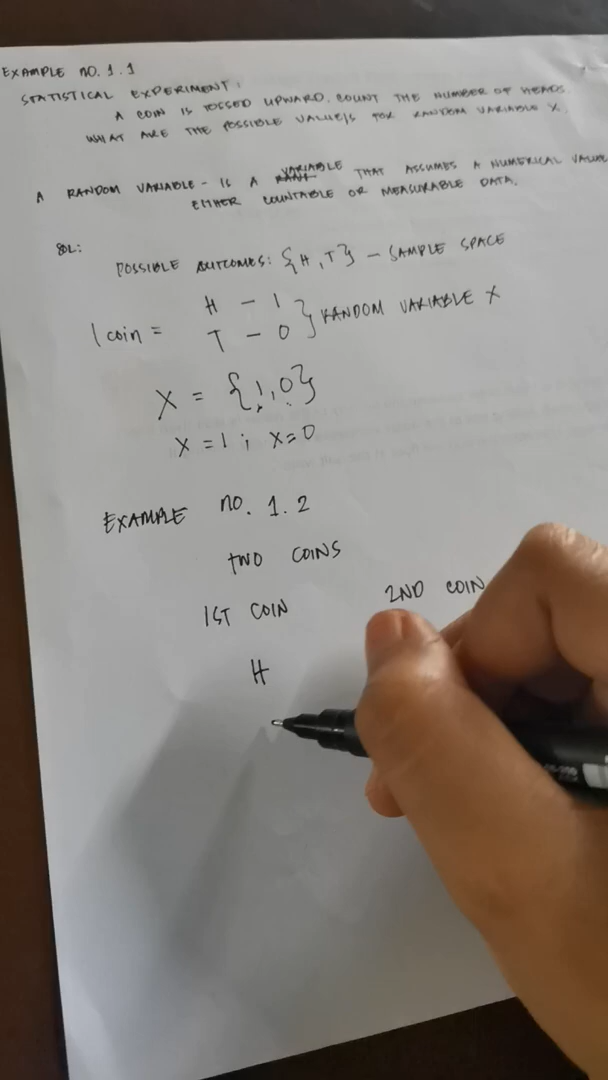 EXAMPLE NO. 1.1
STATISTICAL EXPERIMENT:
A COIN IS TOSSED UPWARD. COUNT THE NUMBER OF HEADS.
WHAT ARE THE POSSIBLE VALUE/S FOR RANDOM VARIABLE X.
A RANDOM VARIABLE - IS A VARIABLE THAT ASSUMES A NUMERICAL VALUE
EITHER COUNTABLE OR MEASURABLE DATA.
SOL:
POSSIBLE OUTCOMES: {H, T} - SAMPLE SPACE
H - 1
1 coin = } RANDOM VARIABLE X
T - 0
X = {1, 0}
X = 1 ; X = 0
EXAMPLE NO. 1.2
TWO COINS
1ST COIN 2ND COIN
H